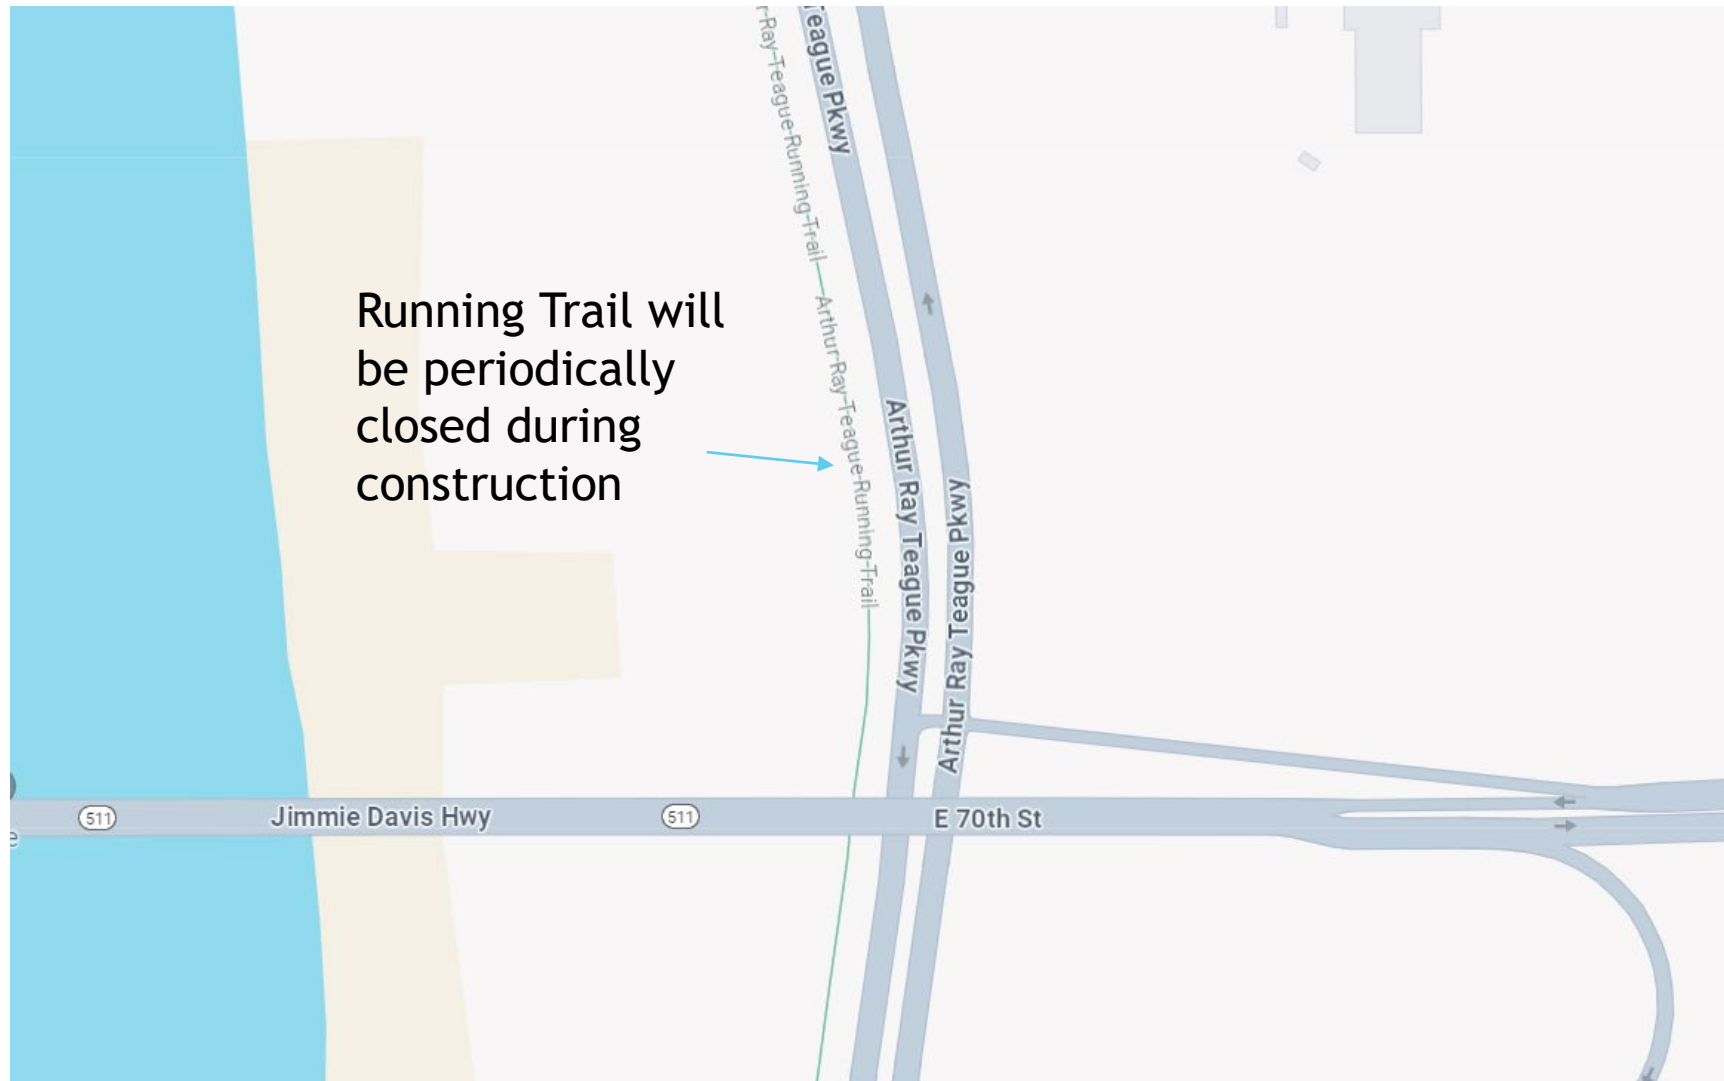 r Ray Teague Running Trail
Teague Pkwy
Running Trail will
be periodically
closed during
construction
Arthur Ray Teague Running Trail
Arthur Ray Teague Pkwy
Arthur Ray Teague Pkwy
511
Jimmie Davis Hwy
511
E 70th St
e